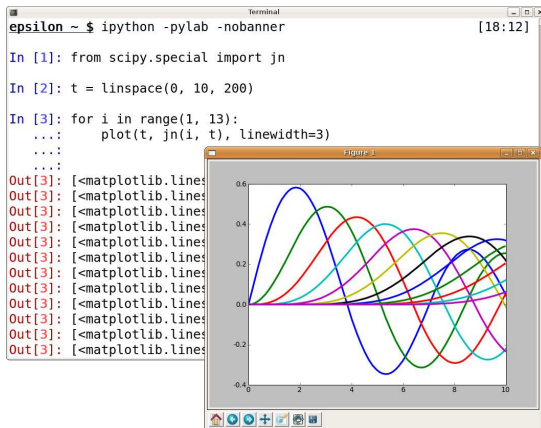 Terminal
epsilon ~ $ ipython -pylab -nobanner [18:12]
In [1]: from scipy.special import jn
In [2]: t = linspace(0, 10, 200)
In [3]: for i in range(1, 13):
   ...:     plot(t, jn(i, t), linewidth=3)
   ...:
   ...:
Out[3]: [<matplotlib.lines
Out[3]: [<matplotlib.lines
Out[3]: [<matplotlib.lines
Out[3]: [<matplotlib.lines
Out[3]: [<matplotlib.lines
Out[3]: [<matplotlib.lines
Out[3]: [<matplotlib.lines
Out[3]: [<matplotlib.lines
Out[3]: [<matplotlib.lines
Out[3]: [<matplotlib.lines
Out[3]: [<matplotlib.lines
Out[3]: [<matplotlib.lines
Figure 1
0.6
0.4
0.2
0.0
-0.2
-0.4
0 2 4 6 8 10